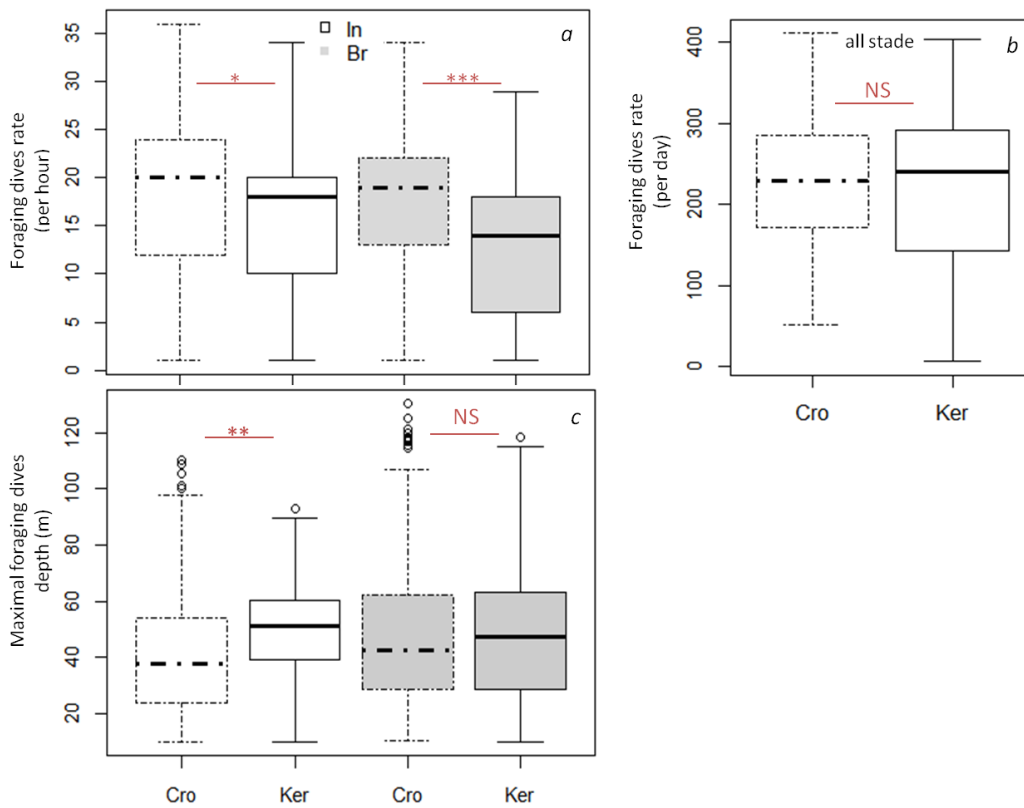 Foraging dives rate
(per hour)
35
30
25
20
15
10
5
0
In
Br
a
*
***
Foraging dives rate
(per day)
400
300
200
100
0
all stade
b
NS
Cro
Ker
Maximal foraging dives
depth (m)
120
100
80
60
40
20
**
NS
c
Cro
Ker
Cro
Ker